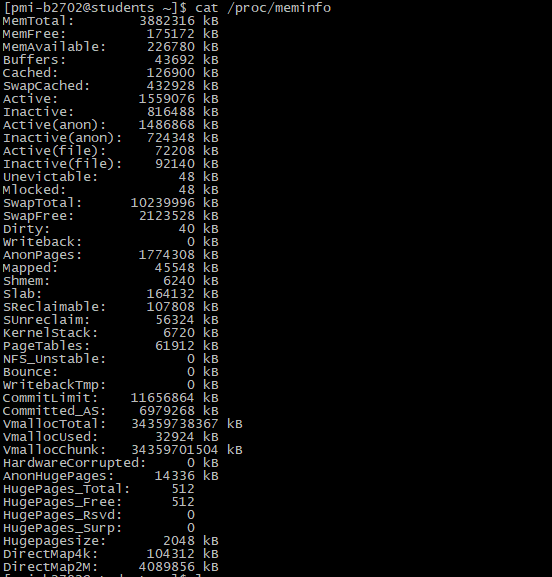 [pmi-b2702@students ~]$ cat /proc/meminfo
MemTotal: 3882316 kB
MemFree: 175172 kB
MemAvailable: 226780 kB
Buffers: 43692 kB
Cached: 126900 kB
SwapCached: 432928 kB
Active: 1559076 kB
Inactive: 816488 kB
Active(anon): 1486868 kB
Inactive(anon): 724348 kB
Active(file): 72208 kB
Inactive(file): 92140 kB
Unevictable: 48 kB
Mlocked: 48 kB
SwapTotal: 10239996 kB
SwapFree: 2123528 kB
Dirty: 40 kB
Writeback: 0 kB
AnonPages: 1774308 kB
Mapped: 45548 kB
Shmem: 6240 kB
Slab: 164132 kB
SReclaimable: 107808 kB
SUnreclaim: 56324 kB
KernelStack: 6720 kB
PageTables: 61912 kB
NFS_Unstable: 0 kB
Bounce: 0 kB
WritebackTmp: 0 kB
CommitLimit: 11656864 kB
Committed_AS: 6979268 kB
VmallocTotal: 34359738367 kB
VmallocUsed: 32924 kB
VmallocChunk: 34359701504 kB
HardwareCorrupted: 0 kB
AnonHugePages: 14336 kB
HugePages_Total: 512
HugePages_Free: 512
HugePages_Rsvd: 0
HugePages_Surp: 0
Hugepagesize: 2048 kB
DirectMap4k: 104312 kB
DirectMap2M: 4089856 kB